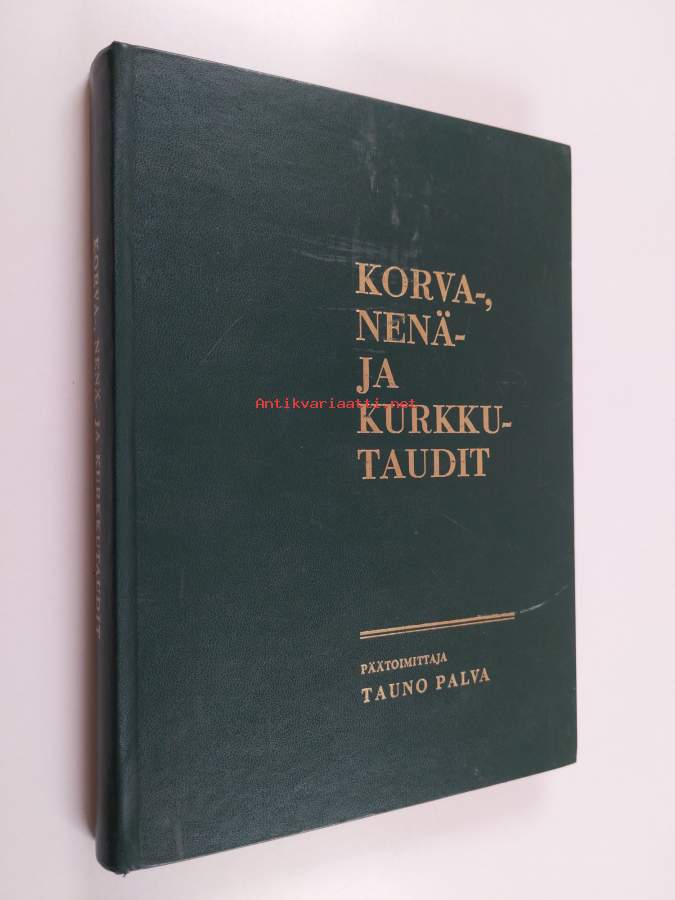 KORVA-,
NENÄ-
JA
KURKKU-
TAUDIT
PÄÄTOIMITTAJA
TAUNO PALVA
KORVA-, NENÄ- JA KURKKUTAUDIT
Antikvariaatti.net